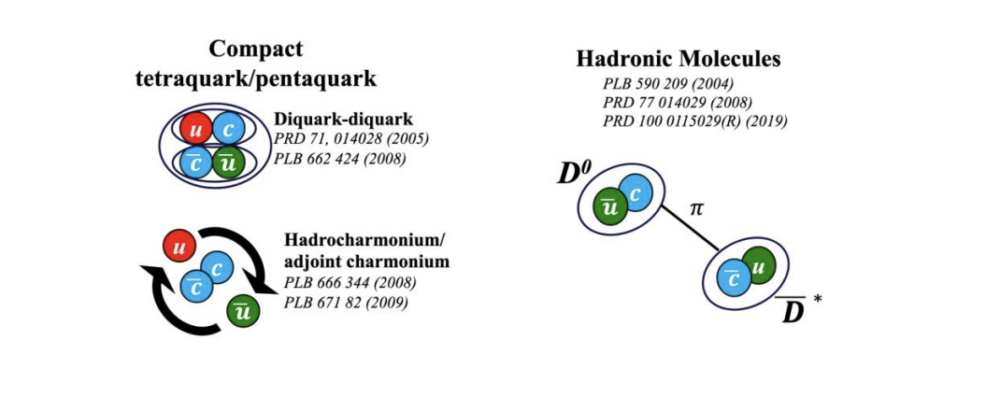 Compact
tetraquark/pentaquark
Diquark-diquark
PRD 71, 014028 (2005)
PLB 662 424 (2008)
u c
c̅ u̅
Hadrocharmonium/
adjoint charmonium
PLB 666 344 (2008)
PLB 671 82 (2009)
u
c
c̅
u̅
Hadronic Molecules
PLB 590 209 (2004)
PRD 77 014029 (2008)
PRD 100 0115029(R) (2019)
D⁰
u̅ c
π
c̅ u
D̅ *